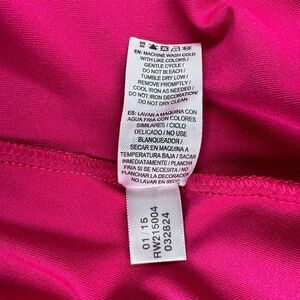 EN: MACHINE WASH COLD
WITH LIKE COLORS /
GENTLE CYCLE /
DO NOT BLEACH /
TUMBLE DRY LOW /
REMOVE PROMPTLY /
COOL IRON AS NEEDED /
DO NOT IRON DECORATION/
DO NOT DRY CLEAN
ES: LAVAR A MAQUINA CON
AGUA FRIA CON COLORES
SIMILARES / CICLO
DELICADO / NO USE
BLANQUEADOR /
SECAR EN MAQUINA A
TEMPERATURA BAJA / SACAR
INMEDIATAMENTE / PLANCHA
FRIA SI SE NECESITA / NO
PLANCHAR LA DECORACION
NO LAVAR EN SECO
01/15
RW215004
032824